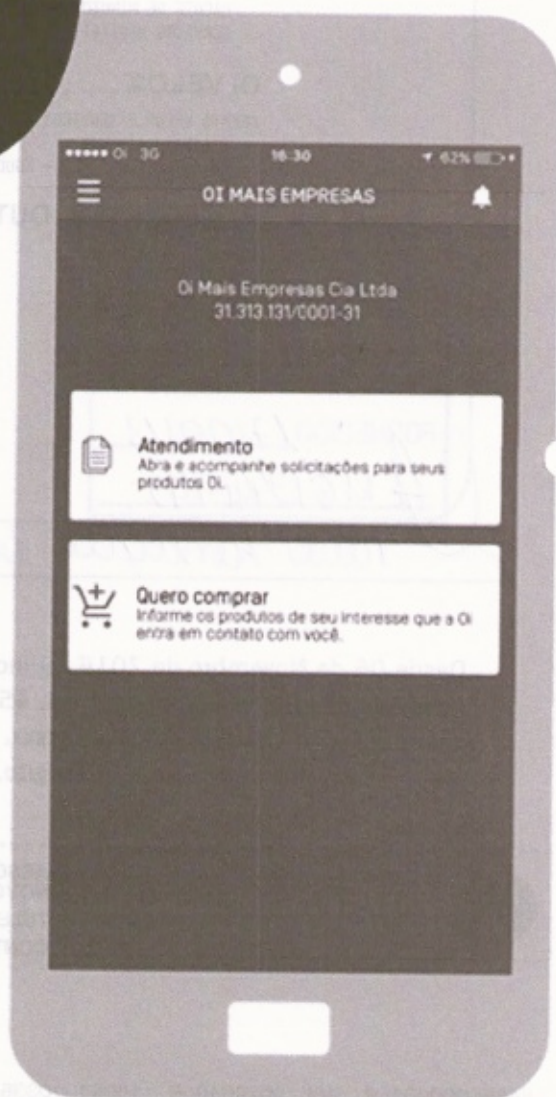 Oi 3G 16:30 62%
OI MAIS EMPRESAS
Oi Mais Empresas Cia Ltda
31.313.131/0001-31
Atendimento
Abra e acompanhe solicitações para seus
produtos Oi.
Quero comprar
Informe os produtos de seu interesse que a Oi
entra em contato com você.